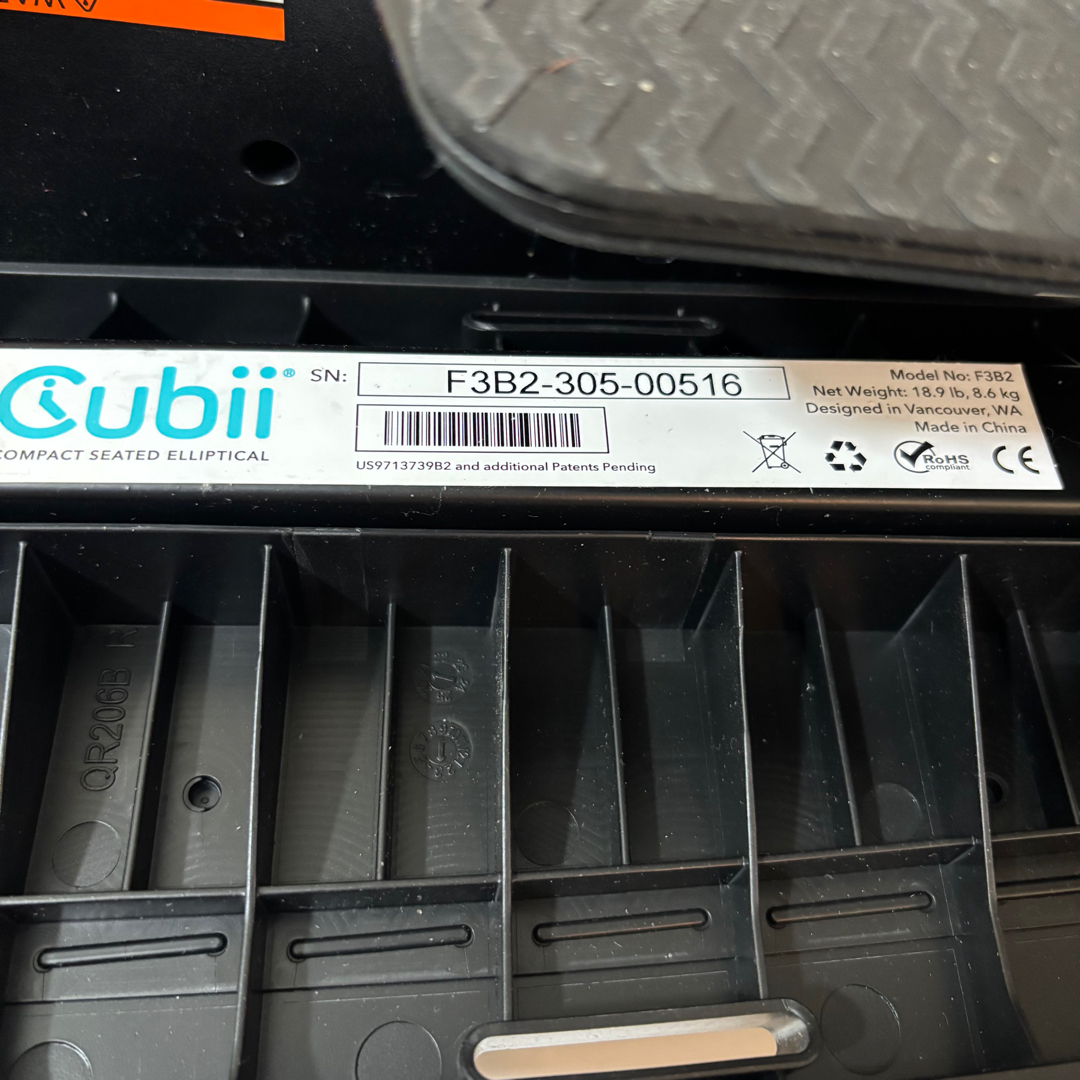 Cubii®
COMPACT SEATED ELLIPTICAL
SN: F3B2-305-00516
US9713739B2 and additional Patents Pending
Model No: F3B2
Net Weight: 18.9 lb, 8.6 kg
Designed in Vancouver, WA
Made in China
RoHS
compliant
CE
QR206B R